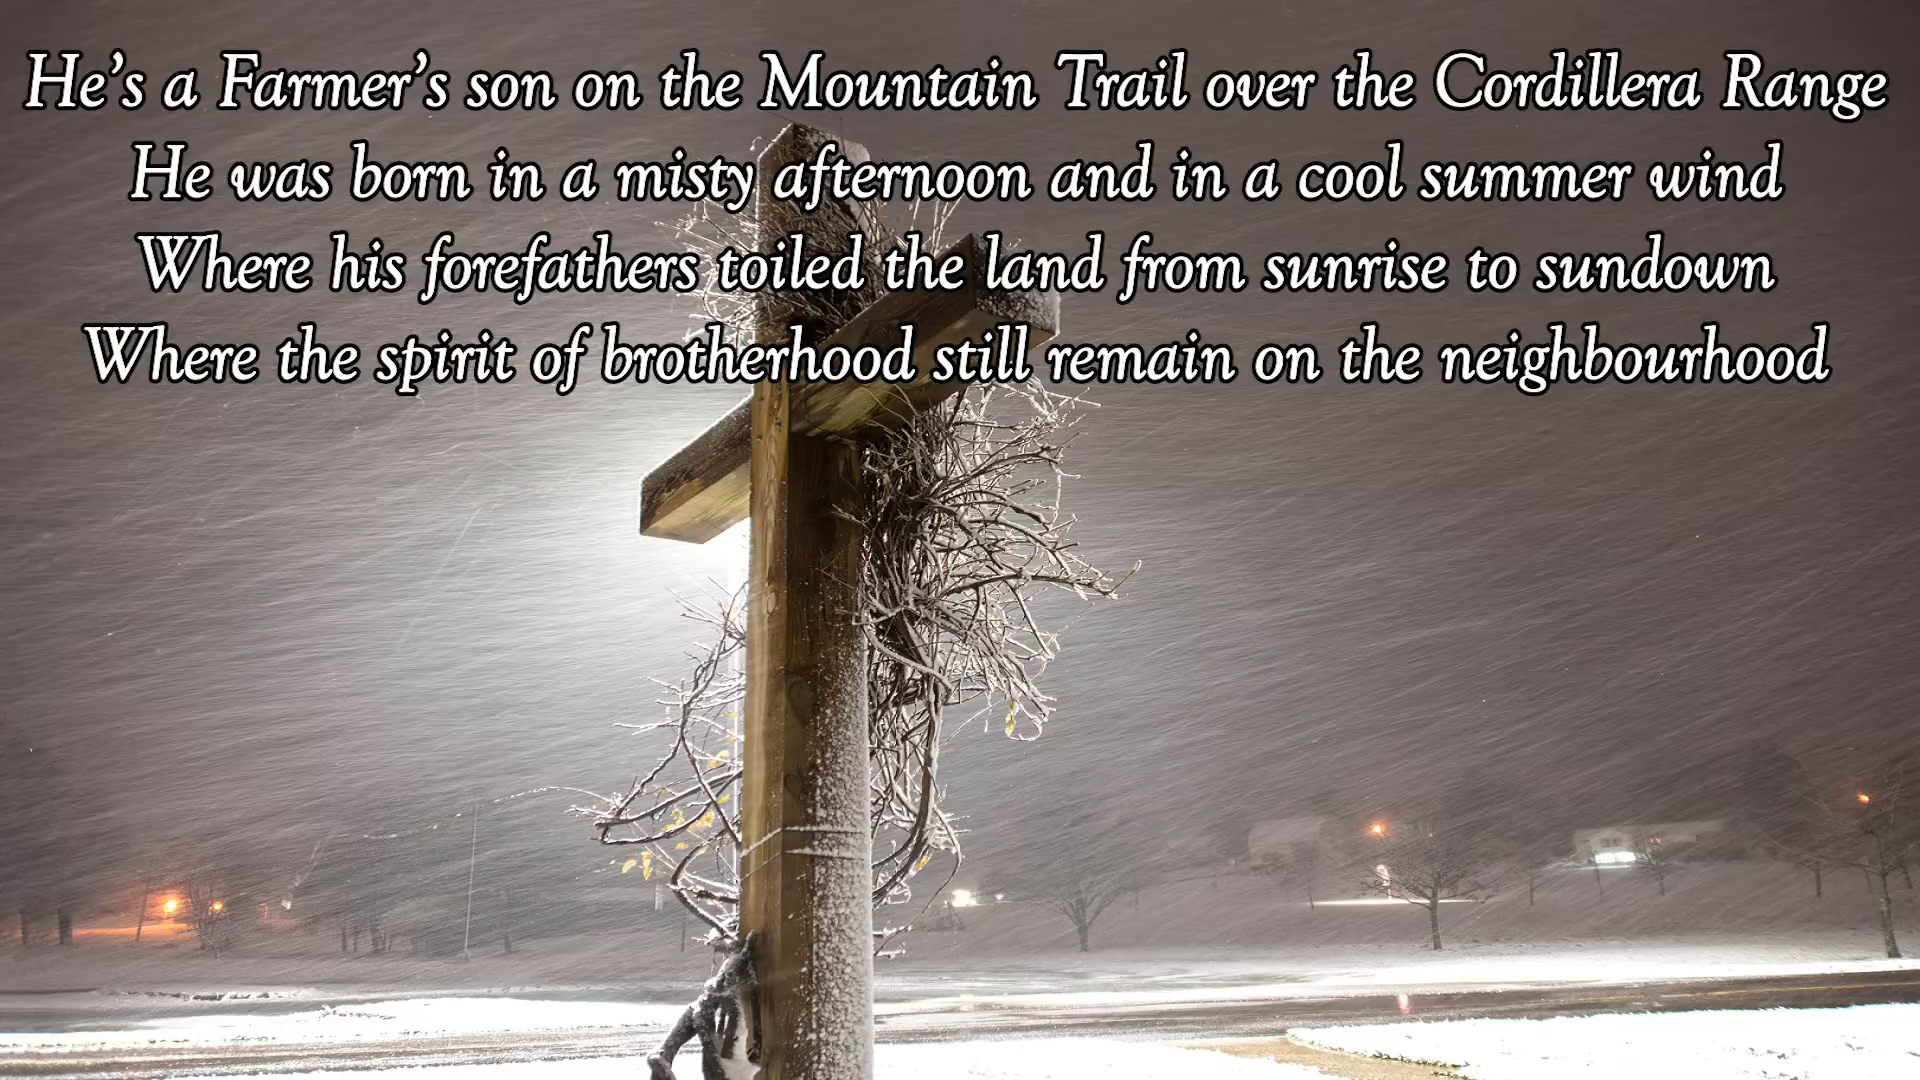 He's a Farmer's son on the Mountain Trail over the Cordillera Range
He was born in a misty afternoon and in a cool summer wind
Where his forefathers toiled the land from sunrise to sundown
Where the spirit of brotherhood still remain on the neighbourhood